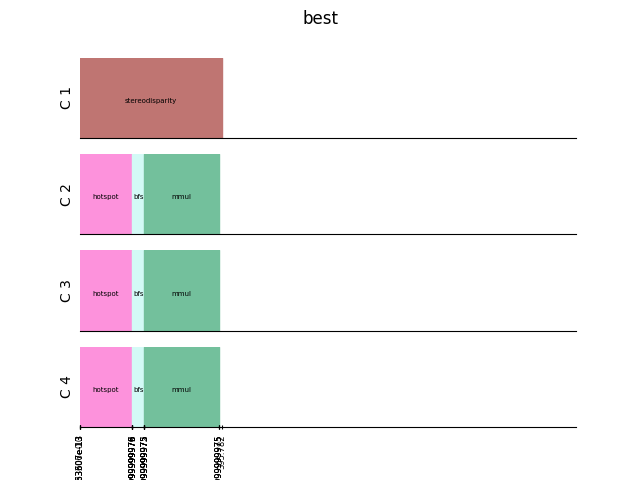 best
C 1
stereodisparity
C 2
hotspot bfs mmul
C 3
hotspot bfs mmul
C 4
hotspot bfs mmul